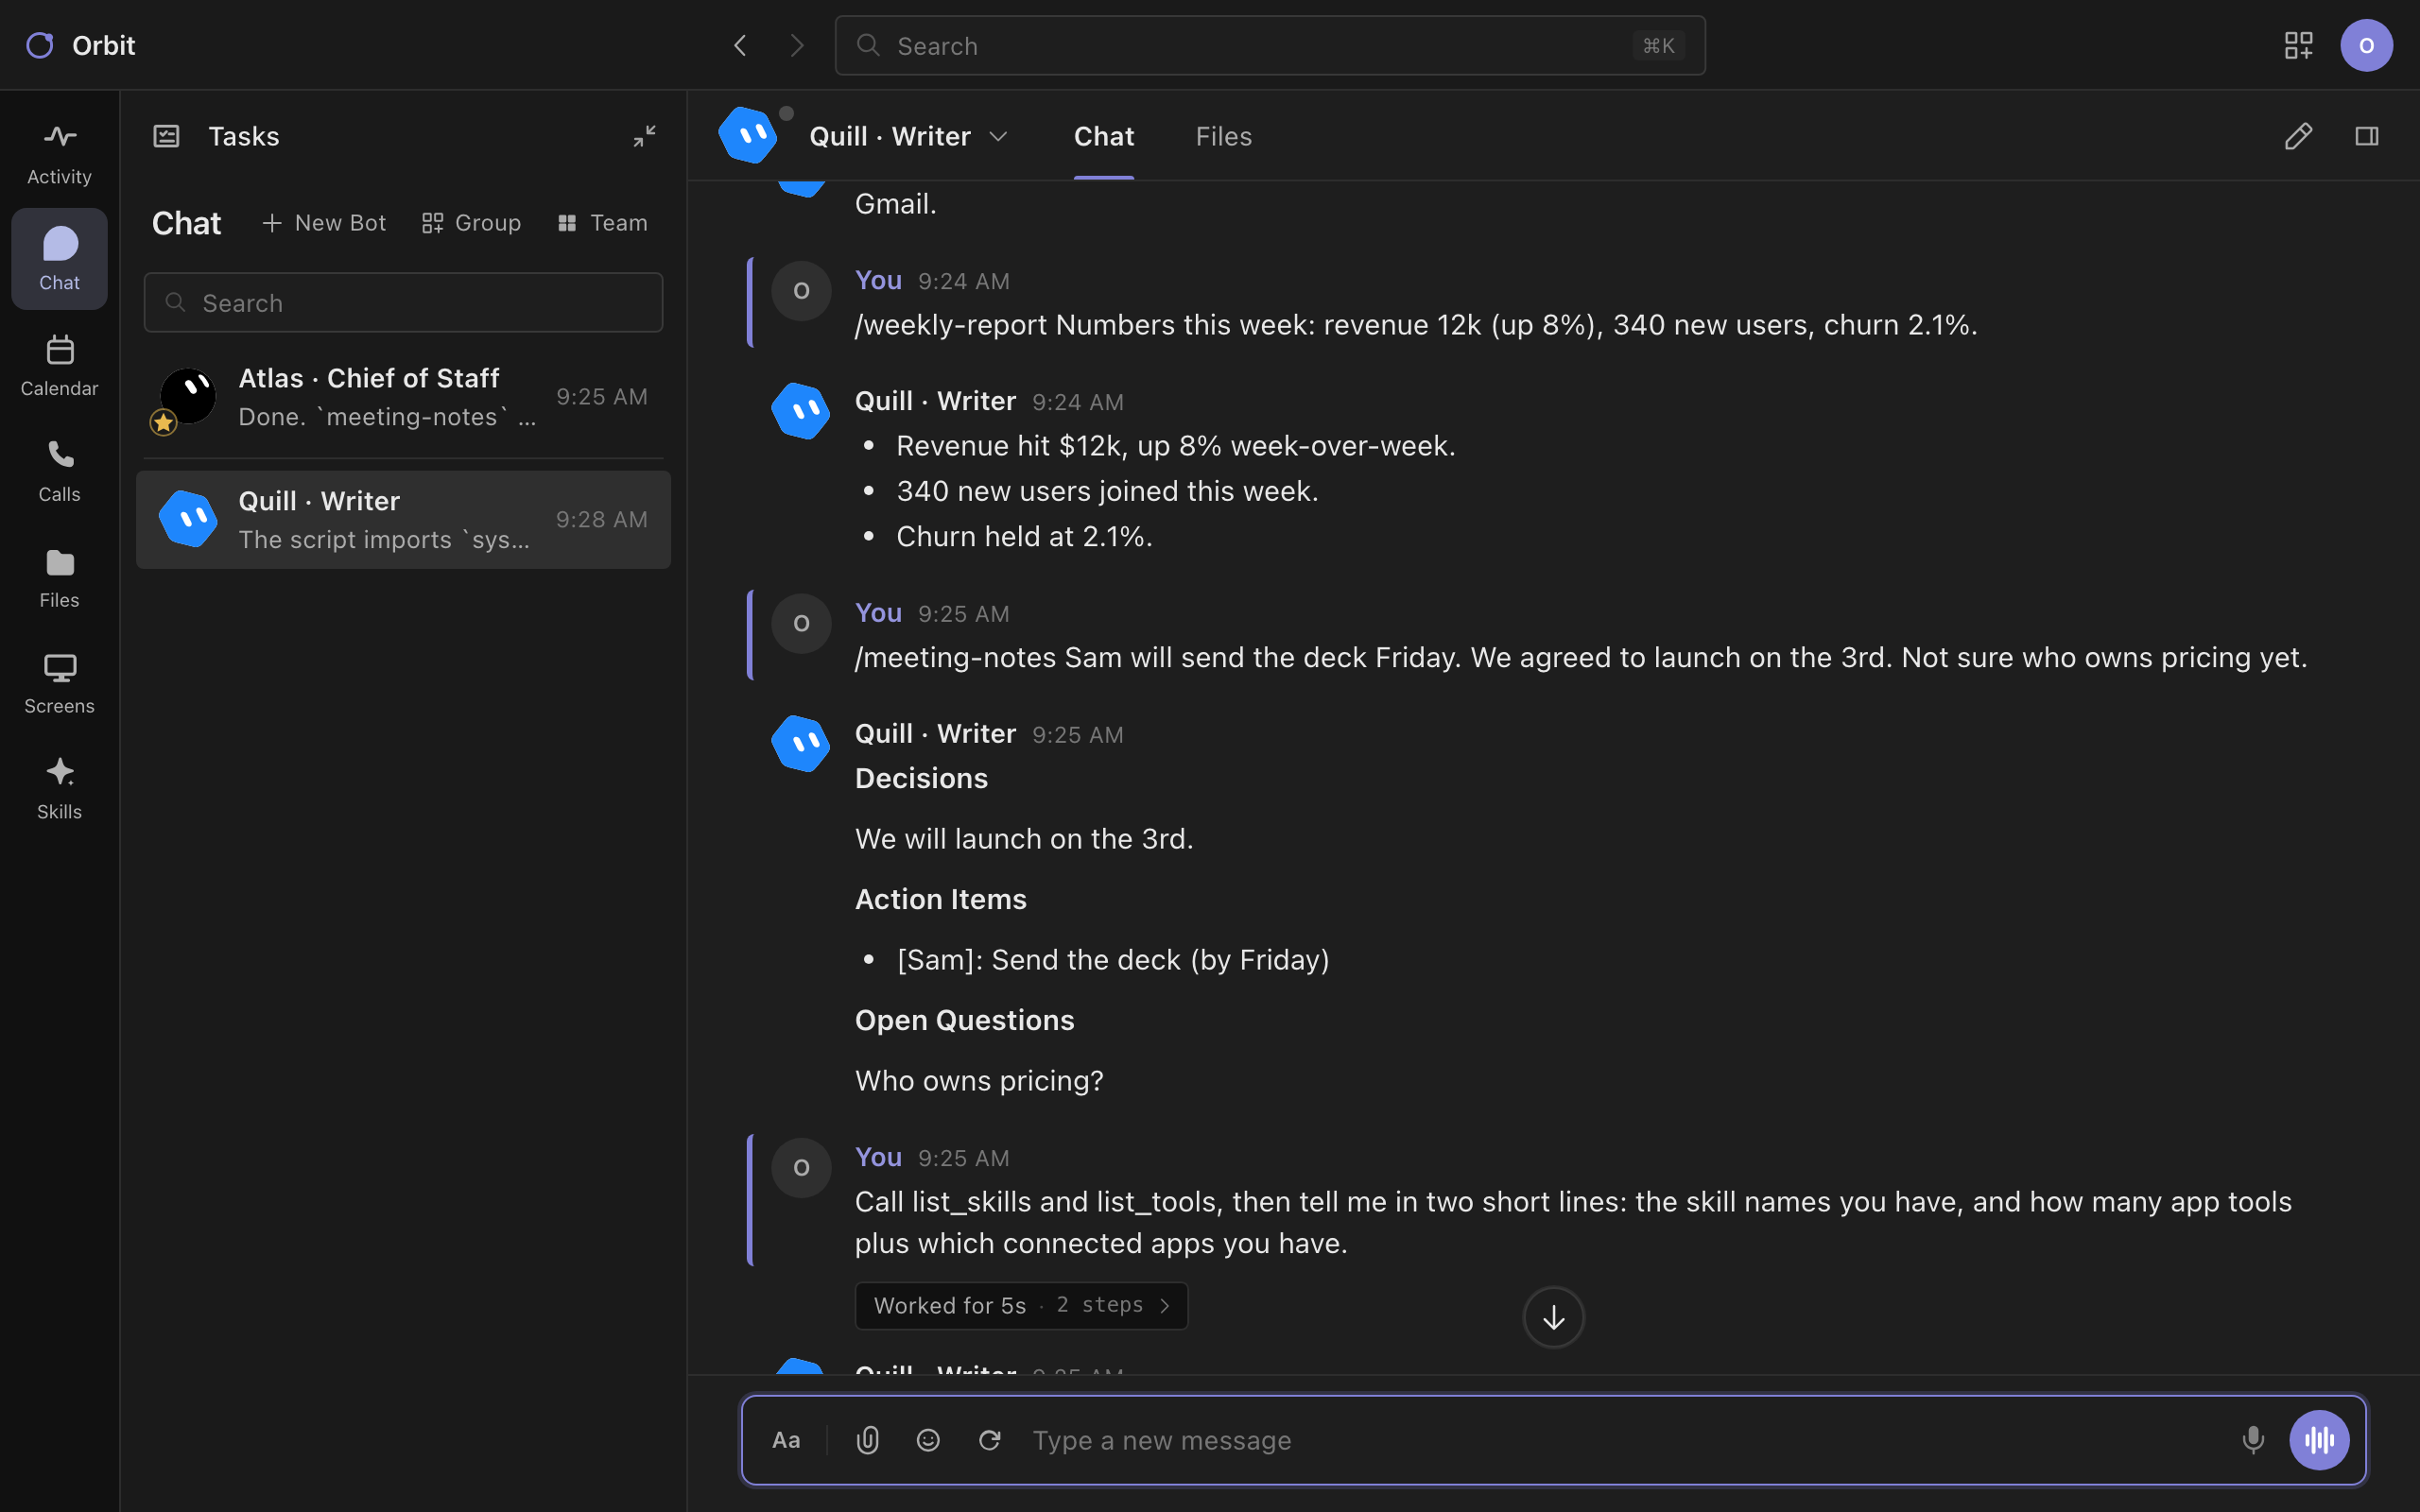 Orbit
Search
⌘K
O
Activity
Chat
Calendar
Calls
Files
Screens
Skills
Tasks
Chat
New Bot
Group
Team
Search
Atlas · Chief of Staff
9:25 AM
Done. `meeting-notes` ...
Quill · Writer
9:28 AM
The script imports `sys...
Quill · Writer
Chat
Files
Gmail.
O
You 9:24 AM
/weekly-report Numbers this week: revenue 12k (up 8%), 340 new users, churn 2.1%.
Quill · Writer 9:24 AM
• Revenue hit $12k, up 8% week-over-week.
• 340 new users joined this week.
• Churn held at 2.1%.
O
You 9:25 AM
/meeting-notes Sam will send the deck Friday. We agreed to launch on the 3rd. Not sure who owns pricing yet.
Quill · Writer 9:25 AM
Decisions
We will launch on the 3rd.
Action Items
• [Sam]: Send the deck (by Friday)
Open Questions
Who owns pricing?
O
You 9:25 AM
Call list_skills and list_tools, then tell me in two short lines: the skill names you have, and how many app tools
plus which connected apps you have.
Worked for 5s · 2 steps
Quill · Writer 9:25 AM
Aa
Type a new message